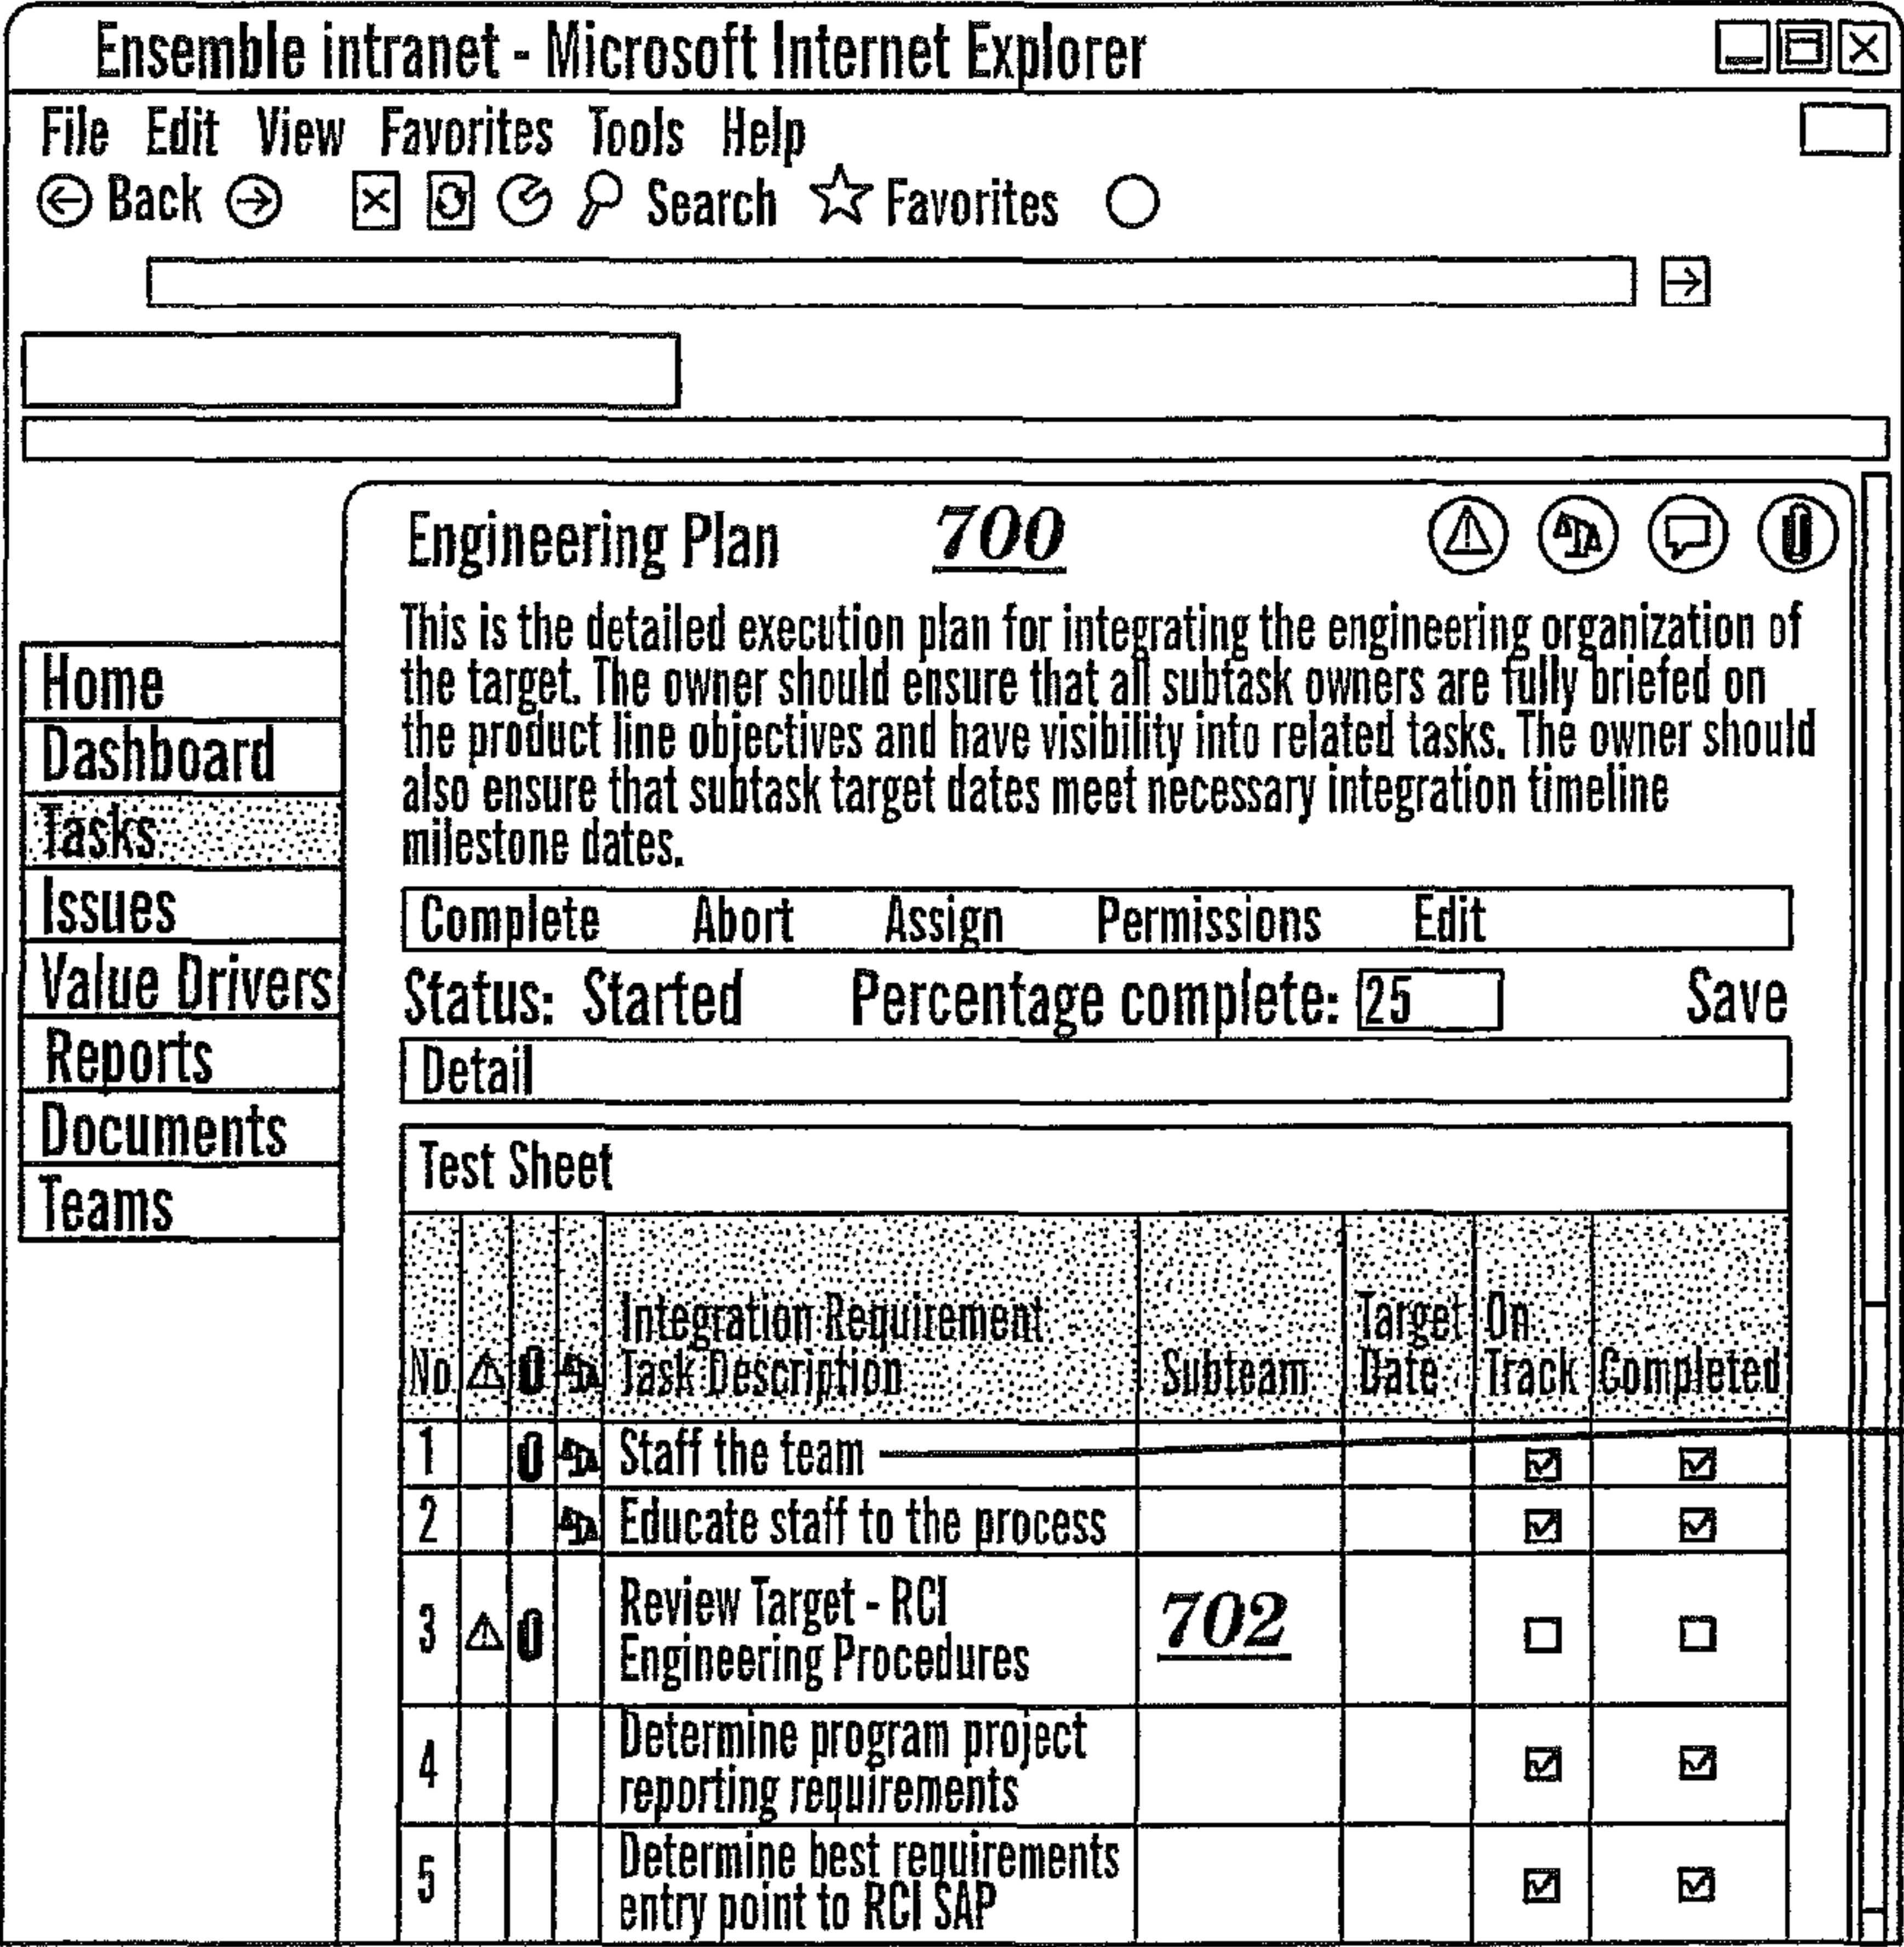 Ensemble intranet - Microsoft Internet Explorer
File Edit View Favorites Tools Help
Back Search Favorites
Engineering Plan 700
This is the detailed execution plan for integrating the engineering organization of
the target. The owner should ensure that all subtask owners are fully briefed on
the product line objectives and have visibility into related tasks. The owner should
also ensure that subtask target dates meet necessary integration timeline
milestone dates.
Home
Dashboard
Tasks
Issues
Value Drivers
Reports
Documents
Teams
Complete Abort Assign Permissions Edit
Status: Started Percentage complete: 25 Save
Detail
Test Sheet
Integration Requirement Target On
No Task Description Subteam Date Track Completed
1 Staff the team
2 Educate staff to the process
3 Review Target - RCI
Engineering Procedures
702
4 Determine program project
reporting requirements
5 Determine best requirements
entry point to RCI SAP